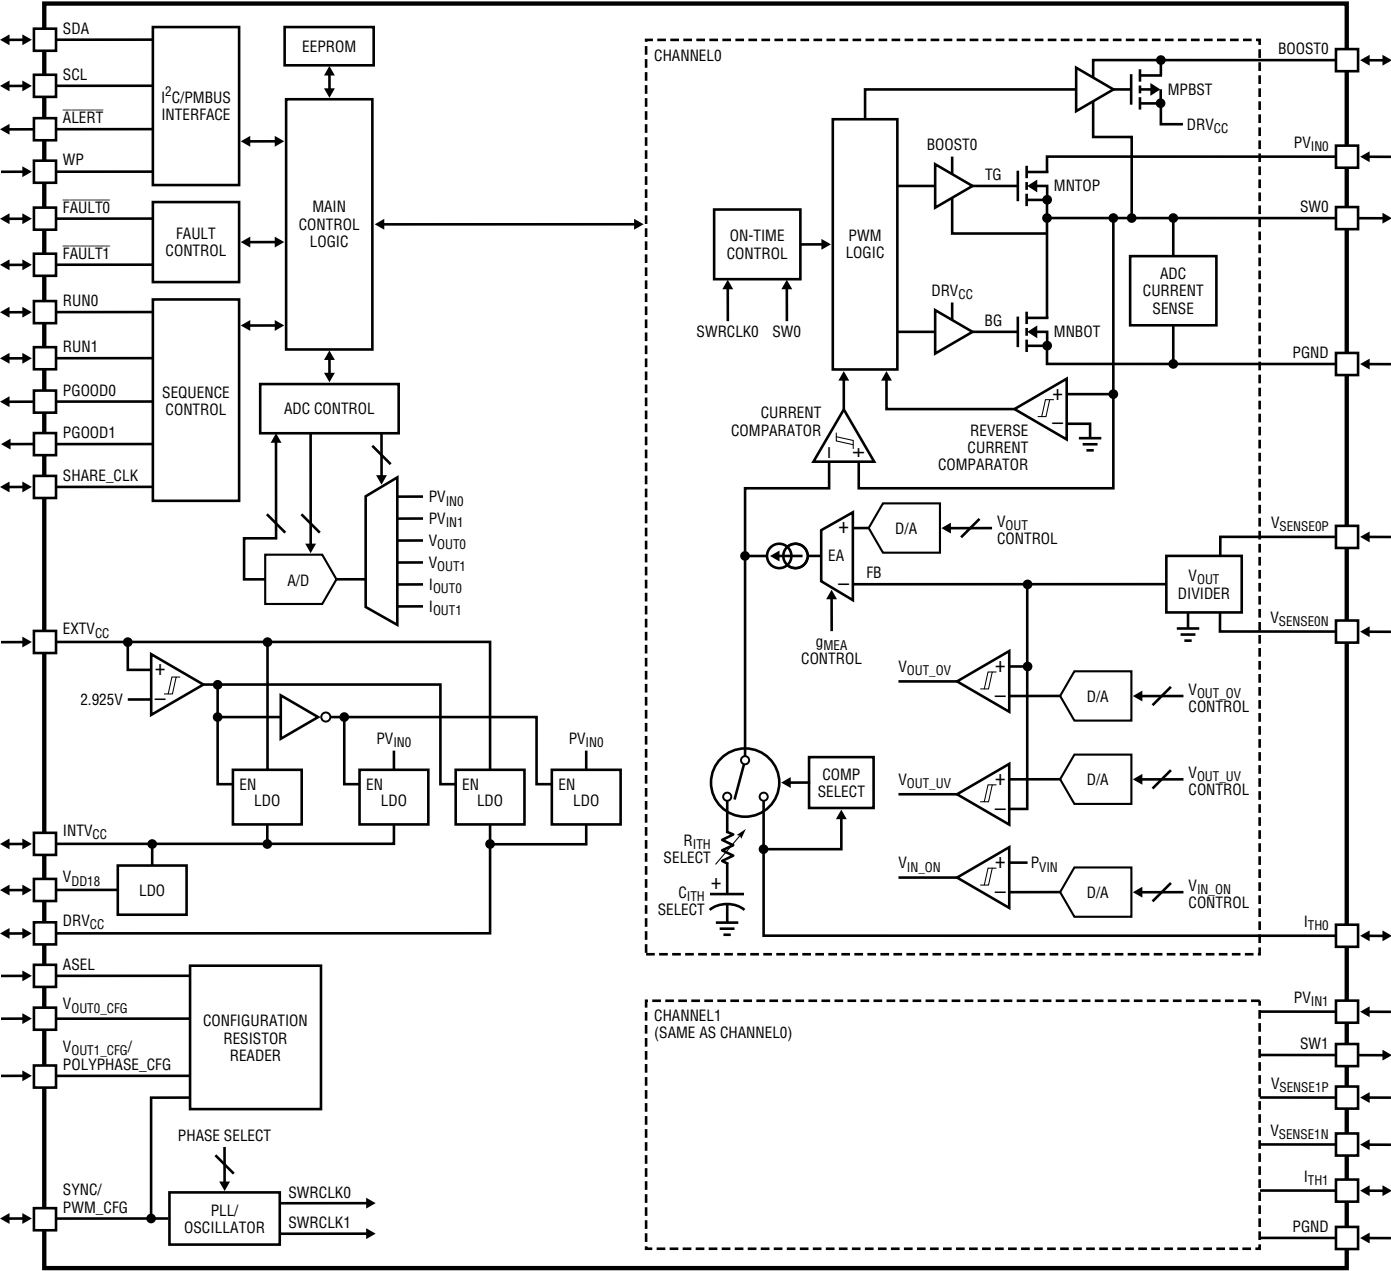 SDA
SCL
ALERT
WP
FAULT0
FAULT1
RUN0
RUN1
PGOOD0
PGOOD1
SHARE_CLK
I2C/PMBUS
INTERFACE
FAULT
CONTROL
SEQUENCE
CONTROL
EEPROM
MAIN
CONTROL
LOGIC
ADC CONTROL
A/D
PVIN0
PVIN1
VOUT0
VOUT1
IOUT0
IOUT1
EXTVCC
2.925V
+
–
PVIN0
PVIN0
EN
LDO
EN
LDO
EN
LDO
EN
LDO
INTVCC
VDD18
LDO
DRVCC
ASEL
VOUT0_CFG
VOUT1_CFG/
POLYPHASE_CFG
CONFIGURATION
RESISTOR
READER
PHASE SELECT
SYNC/
PWM_CFG
PLL/
OSCILLATOR
SWRCLK0
SWRCLK1
CHANNEL0
BOOST0
MPBST
DRVCC
PVIN0
BOOST0
TG
MNTOP
SW0
ON-TIME
CONTROL
PWM
LOGIC
SWRCLK0
SW0
DRVCC
BG
MNBOT
ADC
CURRENT
SENSE
PGND
CURRENT
COMPARATOR
–
+
REVERSE
CURRENT
COMPARATOR
+
–
D/A
VOUT
CONTROL
+
EA
–
FB
gMEA
CONTROL
VSENSE0P
VOUT
DIVIDER
VSENSE0N
VOUT_OV
+
–
D/A
VOUT_OV
CONTROL
VOUT_UV
+
–
D/A
VOUT_UV
CONTROL
VIN_ON
+
–
PVIN
D/A
VIN_ON
CONTROL
COMP
SELECT
RITH
SELECT
+
CITH
SELECT
ITH0
CHANNEL1
(SAME AS CHANNEL0)
PVIN1
SW1
VSENSE1P
VSENSE1N
ITH1
PGND